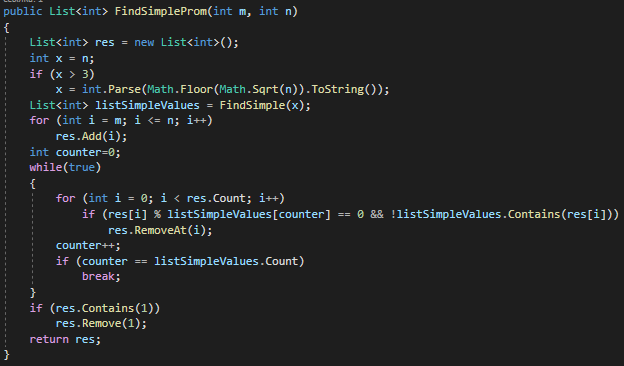 public List<int> FindSimpleProm(int m, int n)
{
    List<int> res = new List<int>();
    int x = n;
    if (x > 3)
        x = int.Parse(Math.Floor(Math.Sqrt(n)).ToString());
    List<int> listSimpleValues = FindSimple(x);
    for (int i = m; i <= n; i++)
        res.Add(i);
    int counter=0;
    while(true)
    {
        for (int i = 0; i < res.Count; i++)
            if (res[i] % listSimpleValues[counter] == 0 && !listSimpleValues.Contains(res[i]))
                res.RemoveAt(i);
        counter++;
        if (counter == listSimpleValues.Count)
            break;
    }
    if (res.Contains(1))
        res.Remove(1);
    return res;
}